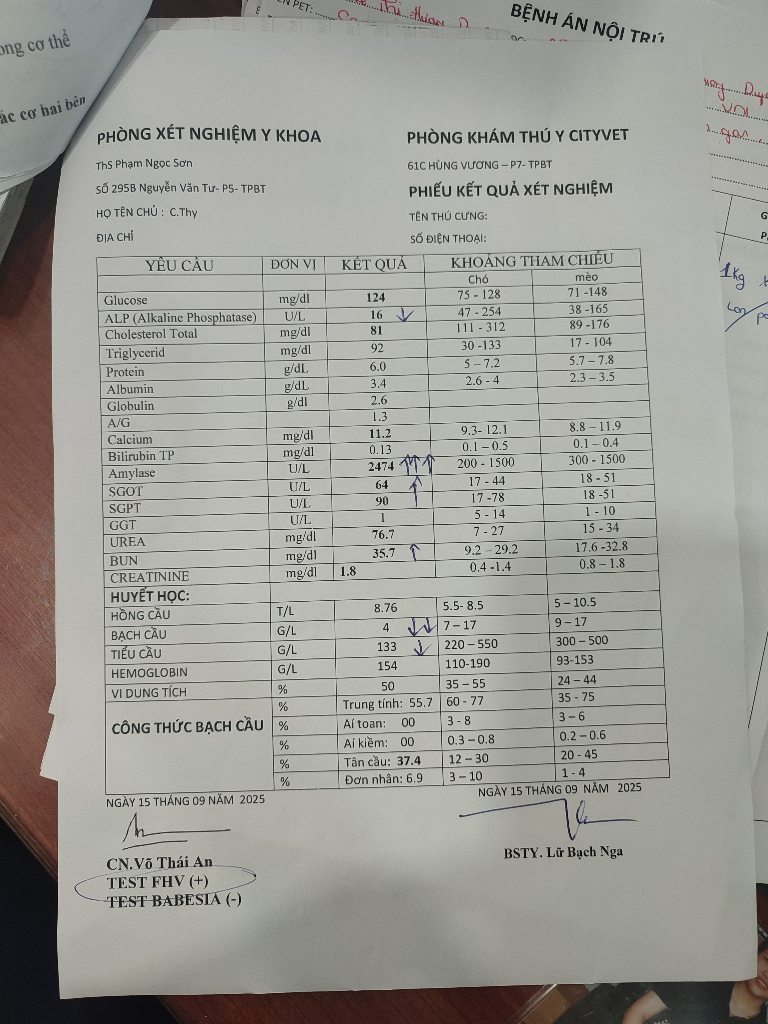 ong cơ thể
ác cơ hai bên
BỆNH ÁN NỘI TRÚ
PHÒNG XÉT NGHIỆM Y KHOA
ThS Phạm Ngọc Sơn
SỐ 295B Nguyễn Văn Tư- P5- TPBT
HỌ TÊN CHỦ : C.Thy
ĐỊA CHỈ
PHÒNG KHÁM THÚ Y CITYVET
61C HÙNG VƯƠNG – P7- TPBT
PHIẾU KẾT QUẢ XÉT NGHIỆM
TÊN THÚ CƯNG:
SỐ ĐIỆN THOẠI:
YÊU CẦU ĐƠN VỊ KẾT QUẢ KHOẢNG THAM CHIẾU
Chó mèo
Glucose mg/dl 124 75 - 128 71 -148
ALP (Alkaline Phosphatase) U/L 16 ↓ 47 - 254 38 -165
Cholesterol Total mg/dl 81 111 - 312 89 -176
Triglycerid mg/dl 92 30 -133 17 - 104
Protein g/dL 6.0 5 – 7.2 5.7 – 7.8
Albumin g/dL 3.4 2.6 - 4 2.3 – 3.5
Globulin g/dl 2.6
A/G 1.3
Calcium mg/dl 11.2 9.3- 12.1 8.8 – 11.9
Bilirubin TP mg/dl 0.13 0.1 – 0.5 0.1 – 0.4
Amylase U/L 2474 ↑↑↑ 200 - 1500 300 - 1500
SGOT U/L 64 ↑ 17 - 44 18 - 51
SGPT U/L 90 ↑ 17 -78 18 -51
GGT U/L 1 5 - 14 1 - 10
UREA mg/dl 76.7 7 - 27 15 - 34
BUN mg/dl 35.7 ↑ 9.2 – 29.2 17.6 -32.8
CREATININE mg/dl 1.8 0.4 -1.4 0.8 – 1.8
HUYẾT HỌC:
HỒNG CẦU T/L 8.76 5.5- 8.5 5 – 10.5
BẠCH CẦU G/L 4 ↓↓ 7 – 17 9 – 17
TIỂU CẦU G/L 133 ↓ 220 – 550 300 – 500
HEMOGLOBIN G/L 154 110-190 93-153
VI DUNG TÍCH % 50 35 – 55 24 – 44
CÔNG THỨC BẠCH CẦU % Trung tính: 55.7 60 - 77 35 - 75
% Aí toan: 00 3 - 8 3 – 6
% Aí kiềm: 00 0.3 – 0.8 0.2 – 0.6
% Tân cầu: 37.4 12 – 30 20 - 45
% Đơn nhân: 6.9 3 – 10 1 - 4
NGÀY 15 THÁNG 09 NĂM 2025
NGÀY 15 THÁNG 09 NĂM 2025
CN.Võ Thái An
BSTY. Lữ Bạch Nga
TEST FHV (+)
TEST BABESIA (-)
1kg